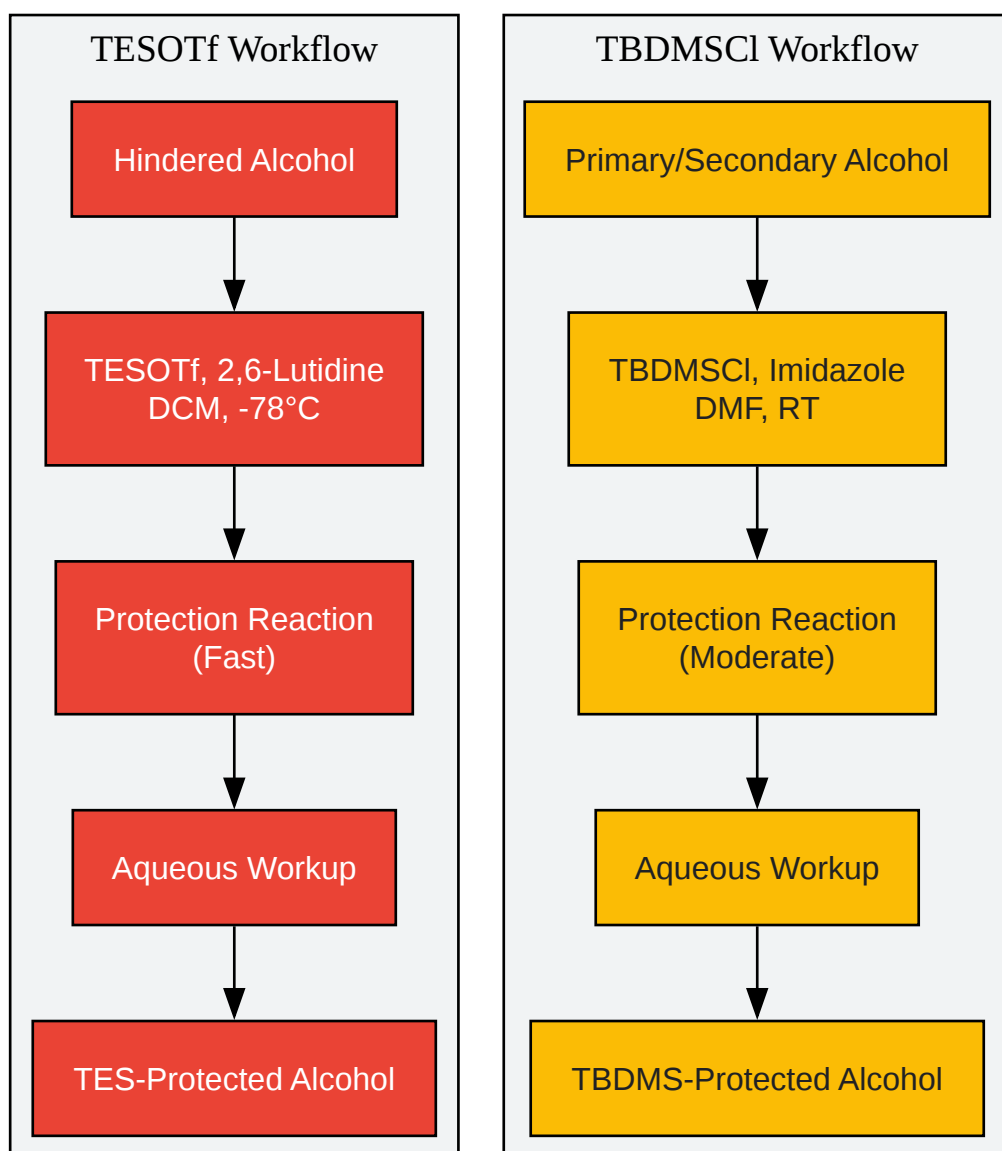 TESOTf Workflow
Hindered Alcohol
TESOTf, 2,6-Lutidine
DCM, -78°C
Protection Reaction
(Fast)
Aqueous Workup
TES-Protected Alcohol
TBDMSCl Workflow
Primary/Secondary Alcohol
TBDMSCl, Imidazole
DMF, RT
Protection Reaction
(Moderate)
Aqueous Workup
TBDMS-Protected Alcohol